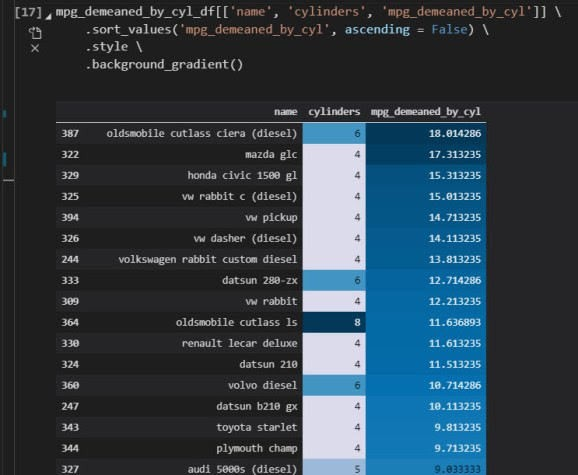 [17] mpg_demeaned_by_cyl_df[['name', 'cylinders', 'mpg_demeaned_by_cyl']] \
.sort_values('mpg_demeaned_by_cyl', ascending = False) \
.style \
.background_gradient()
name cylinders mpg_demeaned_by_cyl
387 oldsmobile cutlass ciera (diesel) 6 18.014286
322 mazda glc 4 17.313235
329 honda civic 1500 gl 4 15.313235
325 vw rabbit c (diesel) 4 15.013235
394 vw pickup 4 14.713235
326 vw dasher (diesel) 4 14.113235
244 volkswagen rabbit custom diesel 4 13.813235
333 datsun 280-zx 6 12.714286
309 vw rabbit 4 12.213235
364 oldsmobile cutlass ls 8 11.636893
330 renault lecar deluxe 4 11.613235
324 datsun 210 4 11.513235
360 volvo diesel 6 10.714286
247 datsun b210 gx 4 10.113235
343 toyota starlet 4 9.813235
344 plymouth champ 4 9.713235
327 audi 5000s (diesel) 5 9.033333